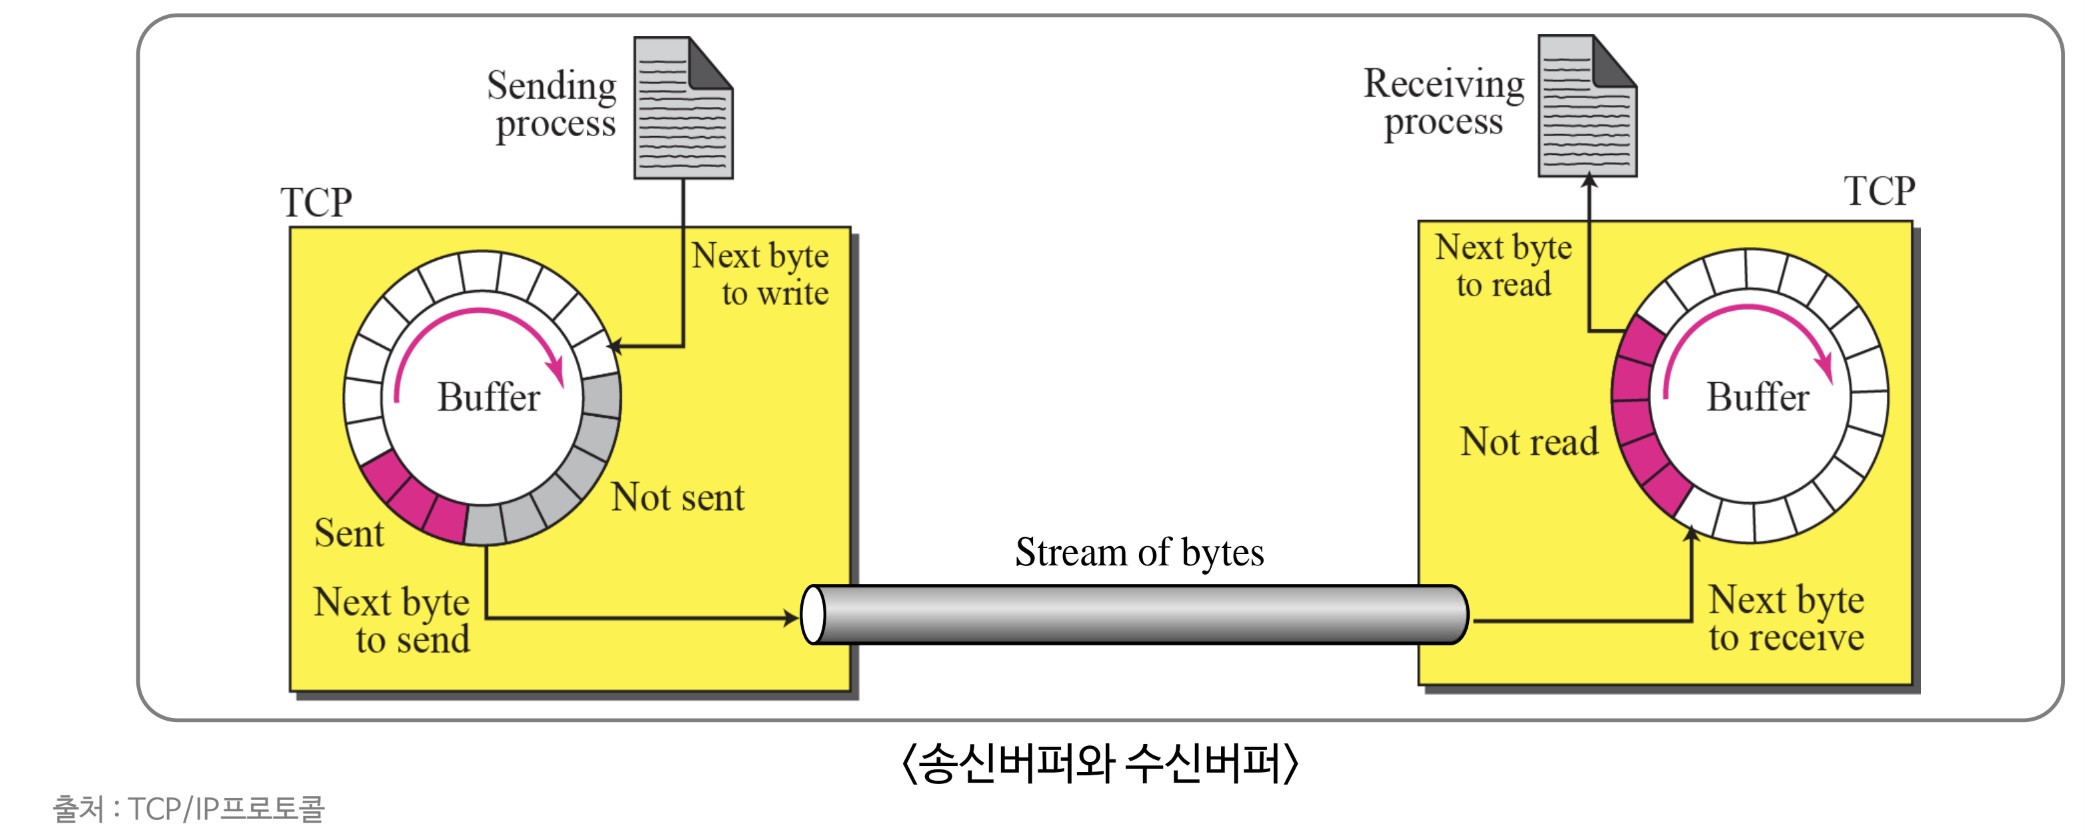 Sending
process
TCP
Next byte
to write
Buffer
Not sent
Sent
Next byte
to send
Stream of bytes
Receiving
process
TCP
Next byte
to read
Buffer
Not read
Next byte
to receive
〈송신버퍼와 수신버퍼〉
출처 : TCP/IP프로토콜